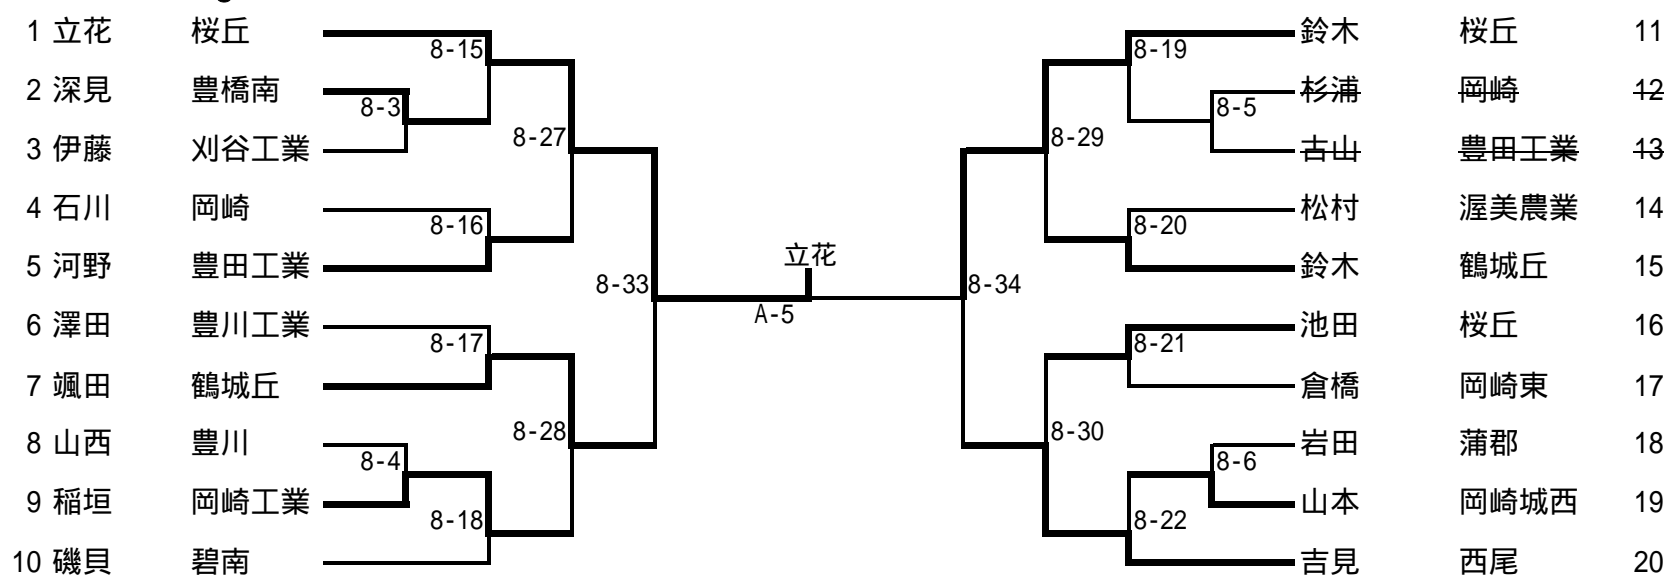 1 立花 桜丘 8-15 8-19 鈴木 桜丘 11
2 深見 豊橋南 8-3 8-5 杉浦 岡崎 12
8-27 8-29
3 伊藤 刈谷工業 古山 豊田工業 13
4 石川 岡崎 8-16 8-20 松村 渥美農業 14
立花
5 河野 豊田工業 8-33 8-34 鈴木 鶴城丘 15
A-5
6 澤田 豊川工業 8-17 8-21 池田 桜丘 16
7 颯田 鶴城丘 倉橋 岡崎東 17
8-28 8-30
8 山西 豊川 8-4 8-6 岩田 蒲郡 18
9 稲垣 岡崎工業 8-18 8-22 山本 岡崎城西 19
10 磯貝 碧南 吉見 西尾 20